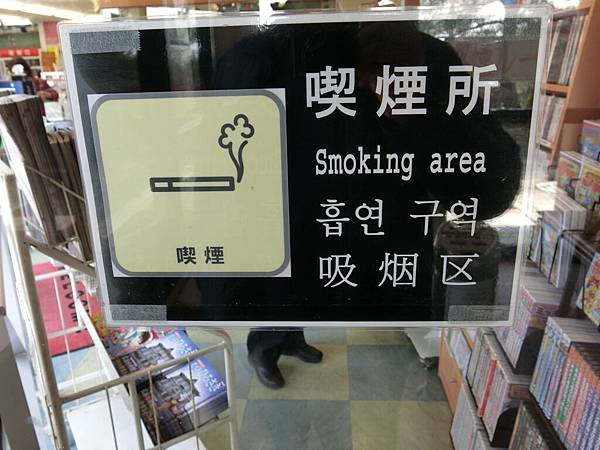 喫煙所
Smoking area
흡연 구역
吸烟区
喫煙